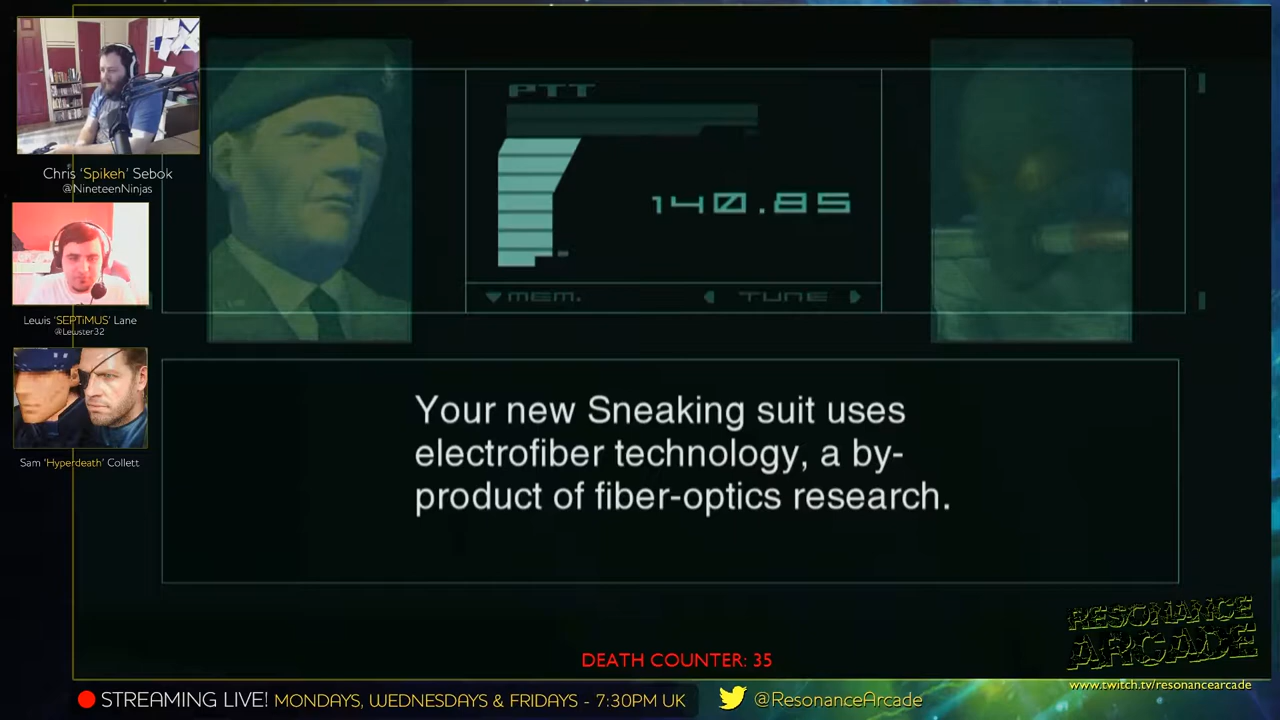 Chris 'Spikeh' Sebok
@NineteenNinjas
Lewis 'SEPTiMUS' Lane
@Lewster32
Sam 'Hyperdeath' Collett
PTT
140.85
MEM.
TUNE
Your new Sneaking suit uses
electrofiber technology, a by-
product of fiber-optics research.
DEATH COUNTER: 35
RESONANCE
ARCADE
www.twitch.tv/resonancearcade
STREAMING LIVE! MONDAYS, WEDNESDAYS & FRIDAYS - 7:30PM UK
@ResonanceArcade